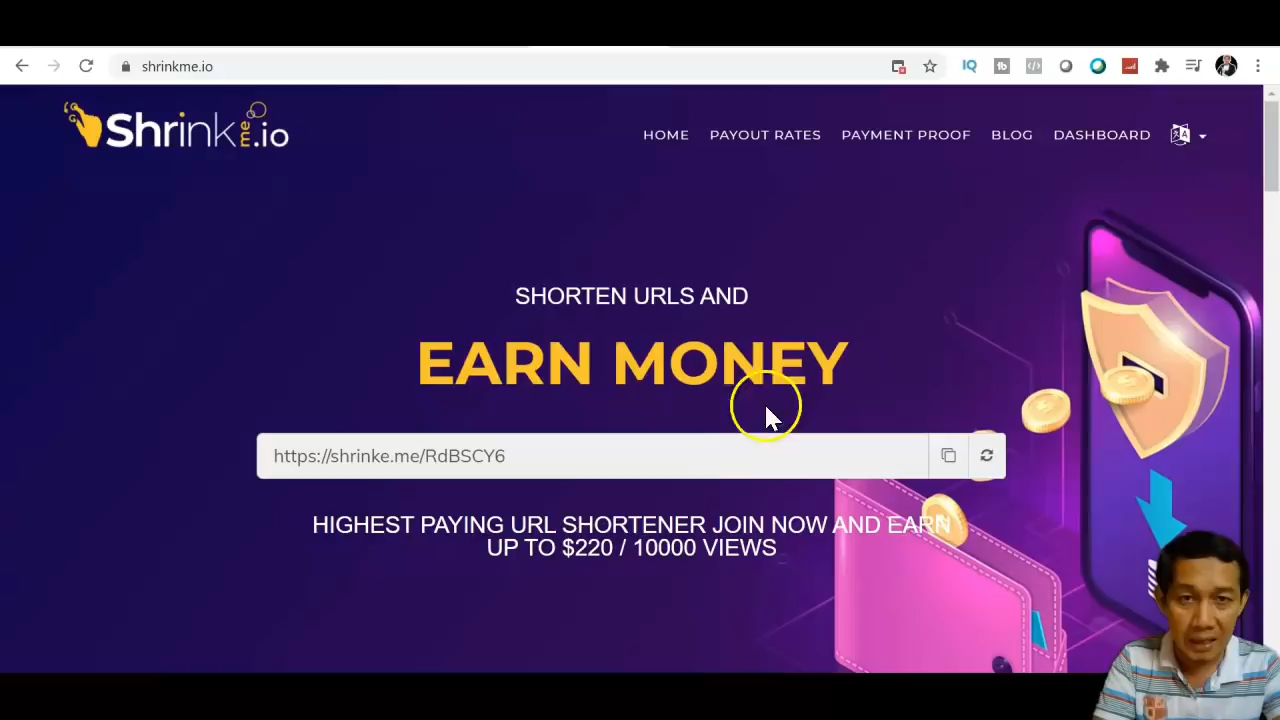 shrinkme.io
Shrinkme.io
HOME
PAYOUT RATES
PAYMENT PROOF
BLOG
DASHBOARD
SHORTEN URLS AND
EARN MONEY
https://shrinke.me/RdBSCY6
HIGHEST PAYING URL SHORTENER JOIN NOW AND EARN
UP TO $220 / 10000 VIEWS